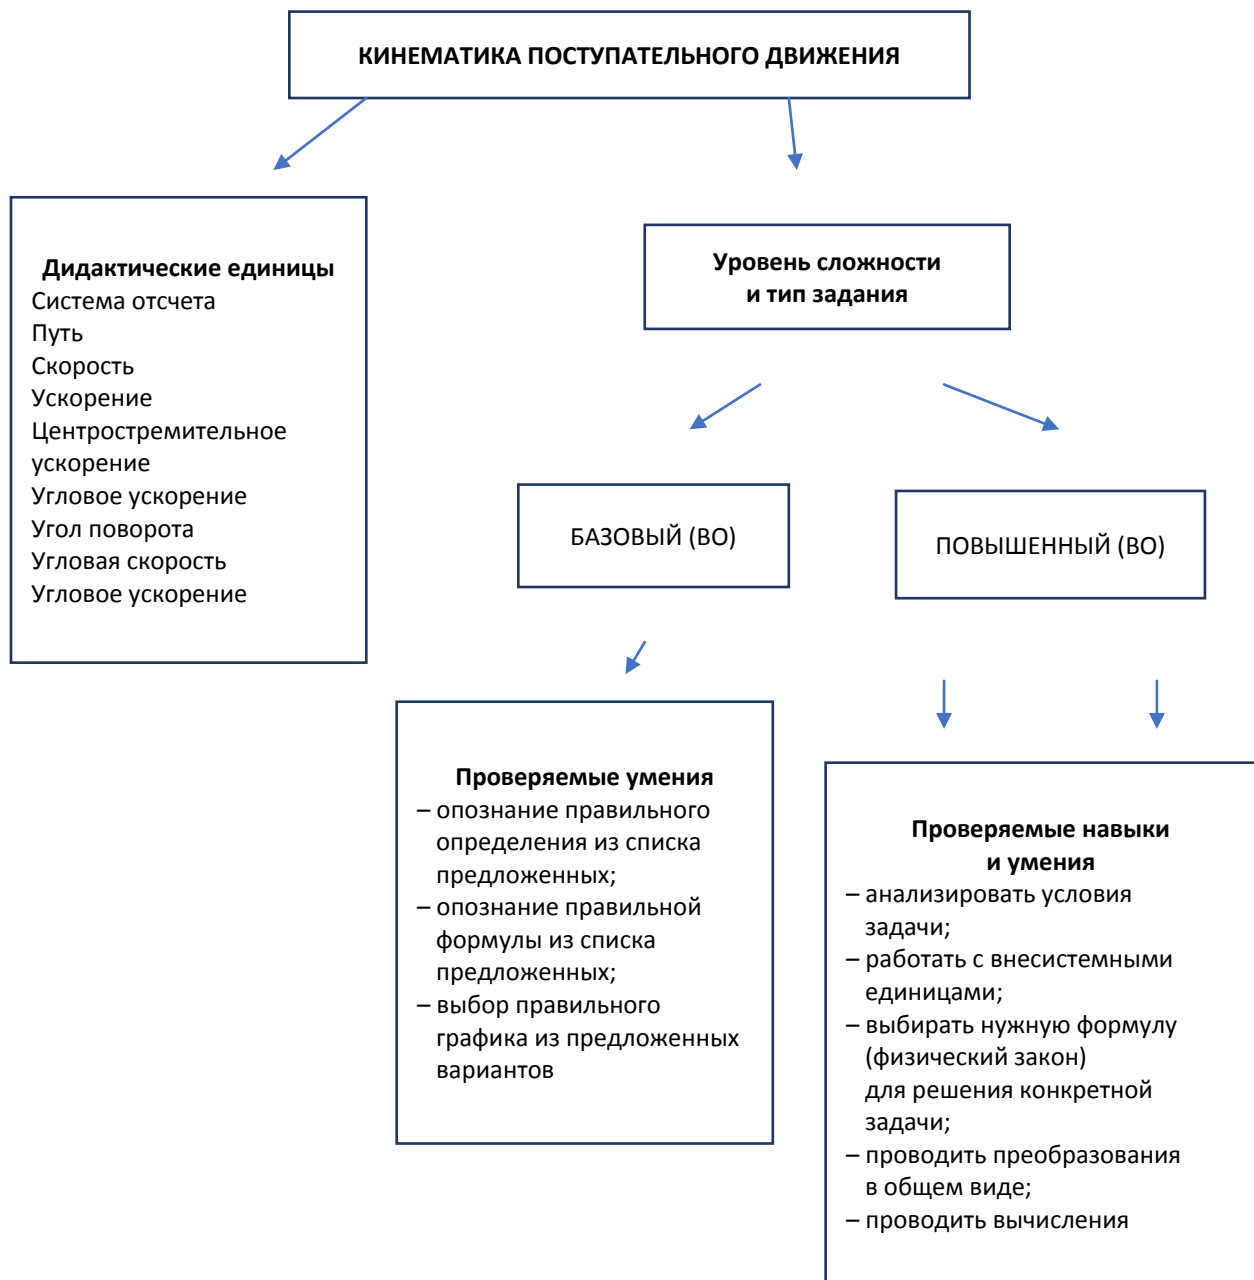 КИНЕМАТИКА ПОСТУПАТЕЛЬНОГО ДВИЖЕНИЯ
Дидактические единицы
Система отсчета
Путь
Скорость
Ускорение
Центростремительное
ускорение
Угловое ускорение
Угол поворота
Угловая скорость
Угловое ускорение
Уровень сложности
и тип задания
БАЗОВЫЙ (ВО)
ПОВЫШЕННЫЙ (ВО)
Проверяемые умения
– опознание правильного
определения из списка
предложенных;
– опознание правильной
формулы из списка
предложенных;
– выбор правильного
графика из предложенных
вариантов
Проверяемые навыки
и умения
– анализировать условия
задачи;
– работать с внесистемными
единицами;
– выбирать нужную формулу
(физический закон)
для решения конкретной
задачи;
– проводить преобразования
в общем виде;
– проводить вычисления